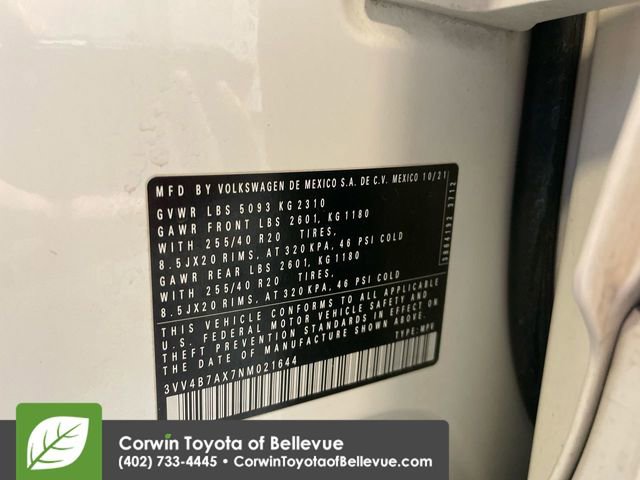 MFD BY VOLKSWAGEN DE MEXICO S.A. DE C.V. MEXICO 10/21
GVWR LBS 5093 KG 2310
GAWR FRONT LBS 2601, KG 1180
WITH 255/40 R20 TIRES.
8.5JX20 RIMS, AT 320 KPA, 46 PSI COLD
GAWR REAR LBS 2601, KG 1180
WITH 255/40 R20 TIRES.
8.5JX20 RIMS, AT 320 KPA, 46 PSI COLD
THIS VEHICLE CONFORMS TO ALL APPLICABLE
U.S. FEDERAL MOTOR VEHICLE SAFETY AND
THEFT PREVENTION STANDARDS IN EFFECT ON
THE DATE OF MANUFACTURE SHOWN ABOVE.
3VV4B7AX7NM021644
TYPE: MPV
Corwin Toyota of Bellevue
(402) 733-4445 • CorwinToyotaofBellevue.com